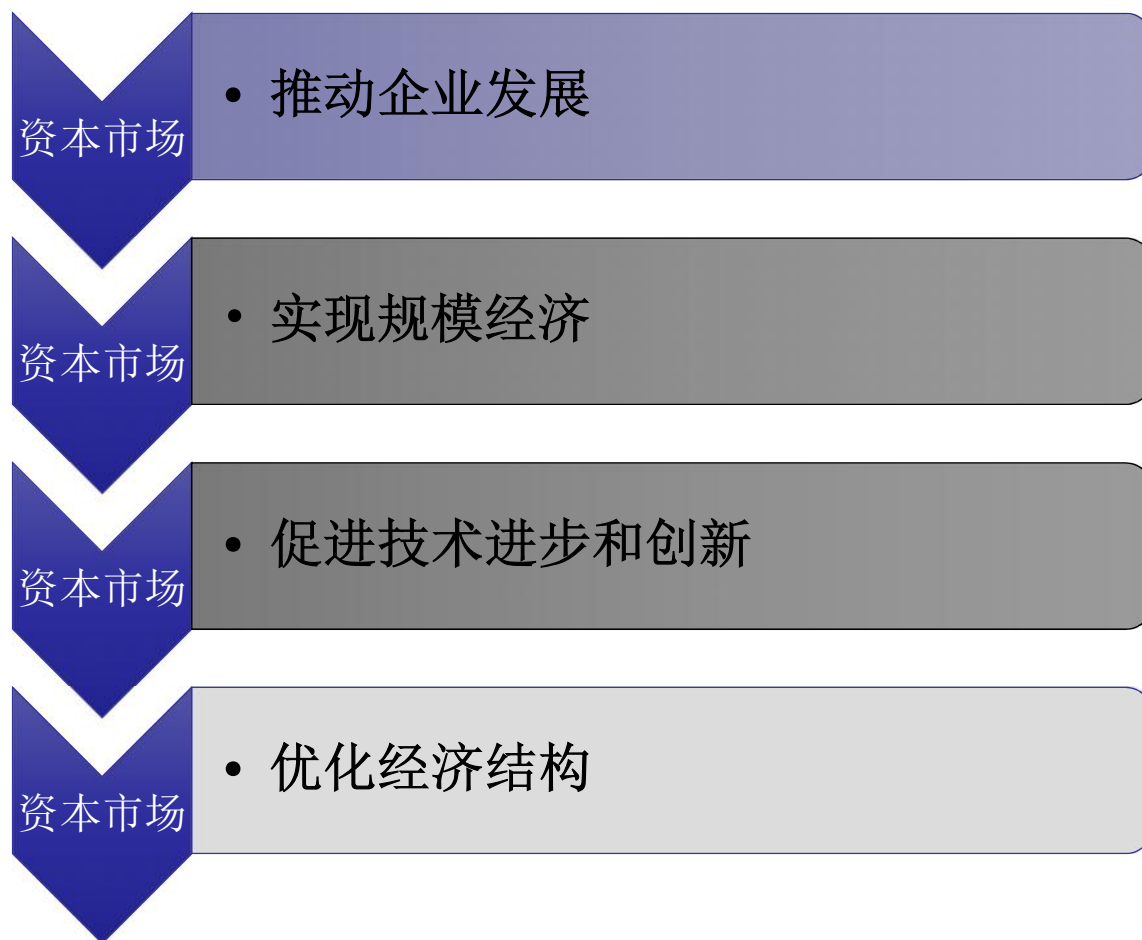 资本市场
• 推动企业发展
资本市场
• 实现规模经济
资本市场
• 促进技术进步和创新
资本市场
• 优化经济结构